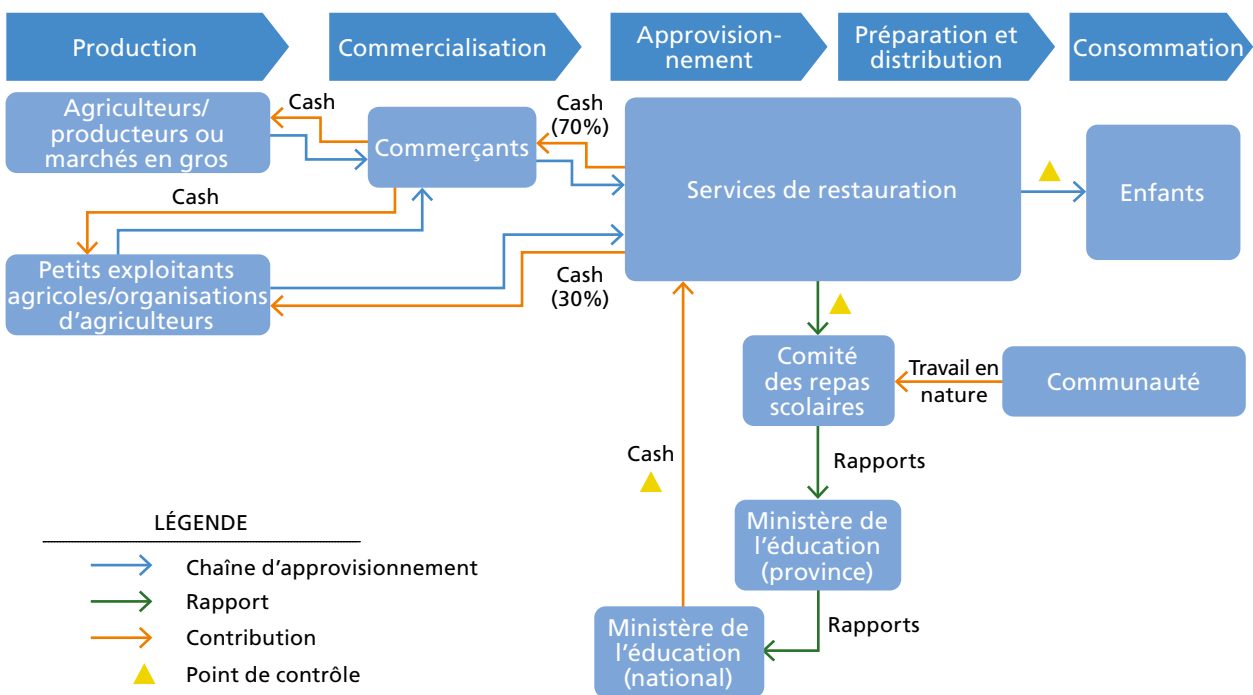 Production
Commercialisation
Approvision-
nement
Préparation et
distribution
Consommation
Agriculteurs/
producteurs ou
marchés en gros
Cash
Commerçants
Cash
(70%)
Services de restauration
Enfants
Cash
Petits exploitants
agricoles/organisations
d'agriculteurs
Cash
(30%)
Comité
des repas
scolaires
Travail en
nature
Communauté
Cash
Rapports
Ministère de
l'éducation
(province)
Rapports
Ministère de
l'éducation
(national)
LÉGENDE
Chaîne d'approvisionnement
Rapport
Contribution
Point de contrôle